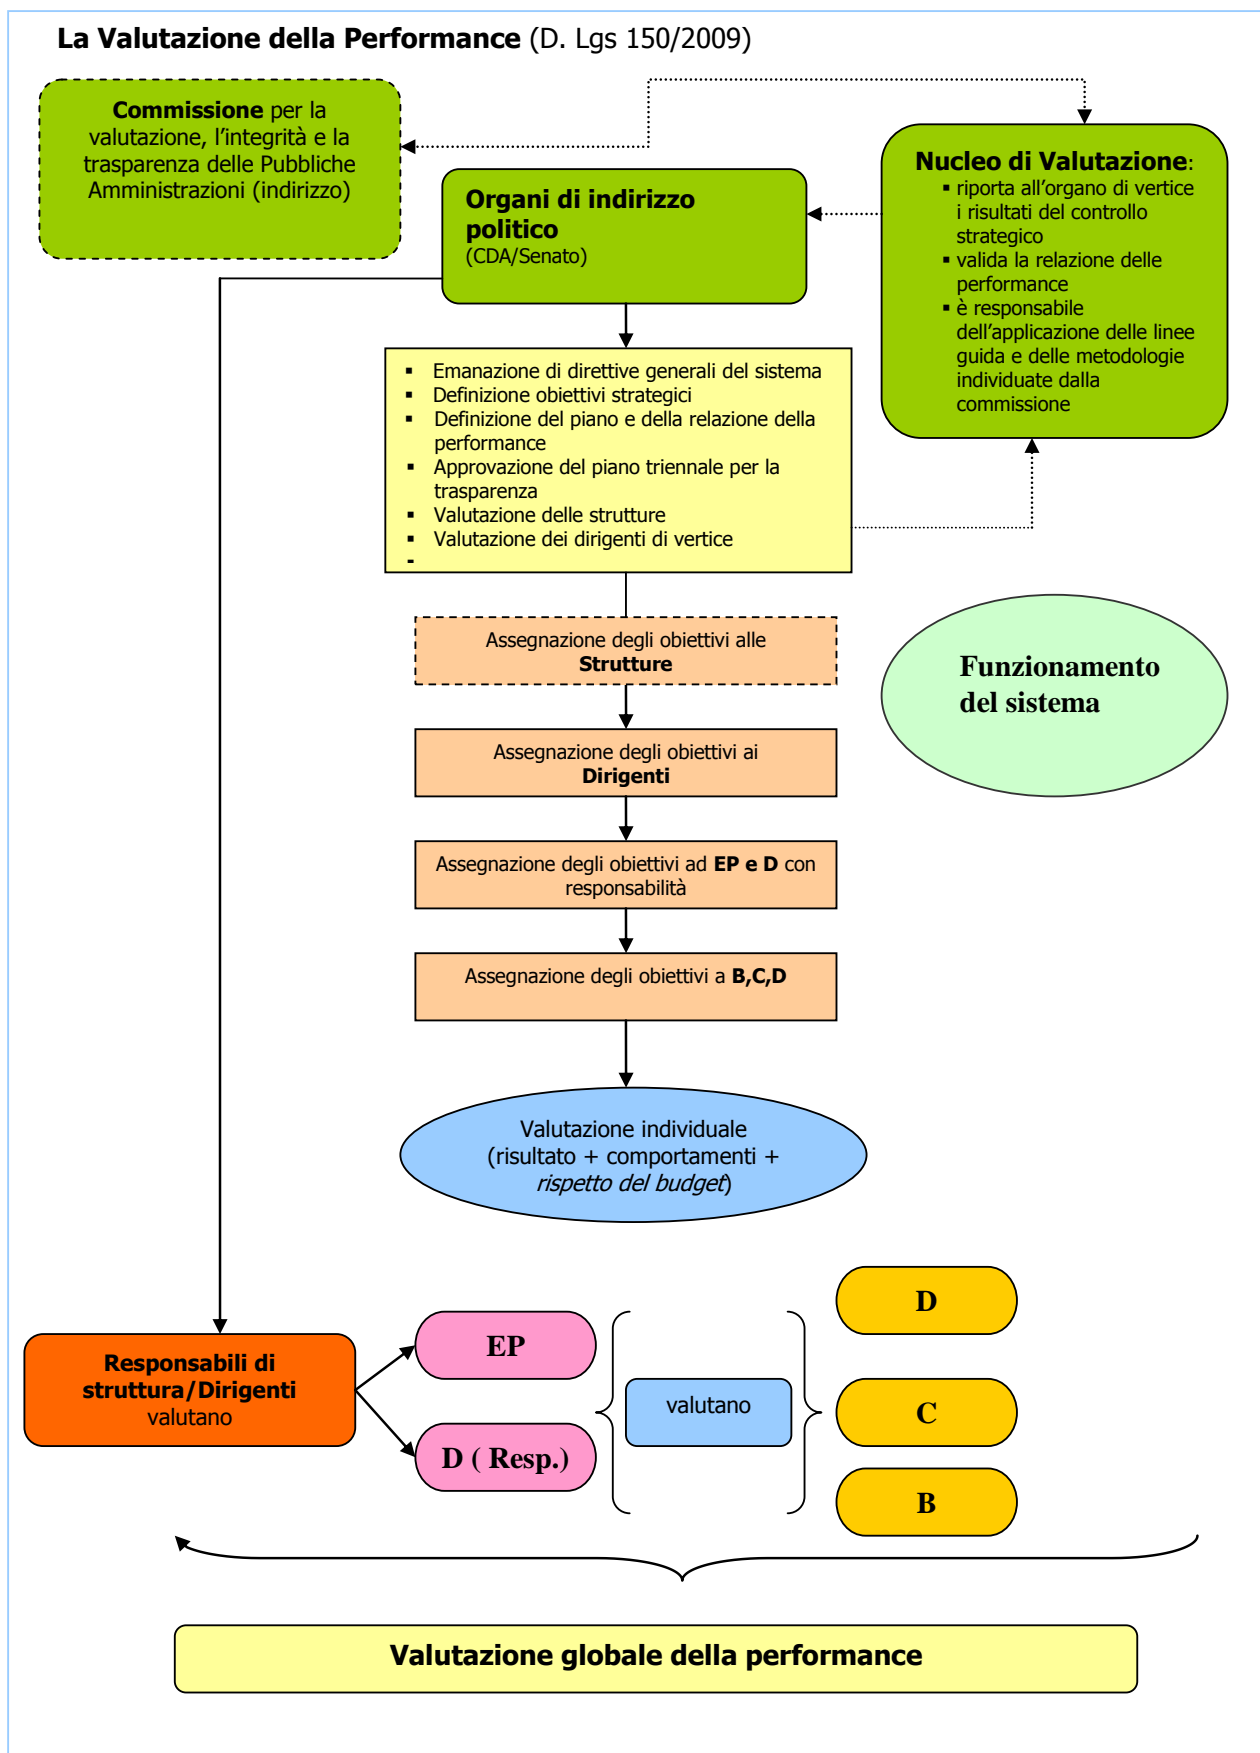 La Valutazione della Performance (D. Lgs 150/2009)
Commissione per la
valutazione, l'integrità e la
trasparenza delle Pubbliche
Amministrazioni (indirizzo)
Nucleo di Valutazione:
▪ riporta all'organo di vertice
i risultati del controllo
strategico
▪ valida la relazione delle
performance
▪ è responsabile
dell'applicazione delle linee
guida e delle metodologie
individuate dalla
commissione
Organi di indirizzo
politico
(CDA/Senato)
▪ Emanazione di direttive generali del sistema
▪ Definizione obiettivi strategici
▪ Definizione del piano e della relazione della
performance
▪ Approvazione del piano triennale per la
trasparenza
▪ Valutazione delle strutture
▪ Valutazione dei dirigenti di vertice
-
Assegnazione degli obiettivi alle
Strutture
Funzionamento
del sistema
Assegnazione degli obiettivi ai
Dirigenti
Assegnazione degli obiettivi ad EP e D con
responsabilità
Assegnazione degli obiettivi a B,C,D
Valutazione individuale
(risultato + comportamenti +
rispetto del budget)
Responsabili di
struttura/Dirigenti
valutano
EP
D ( Resp.)
valutano
D
C
B
Valutazione globale della performance